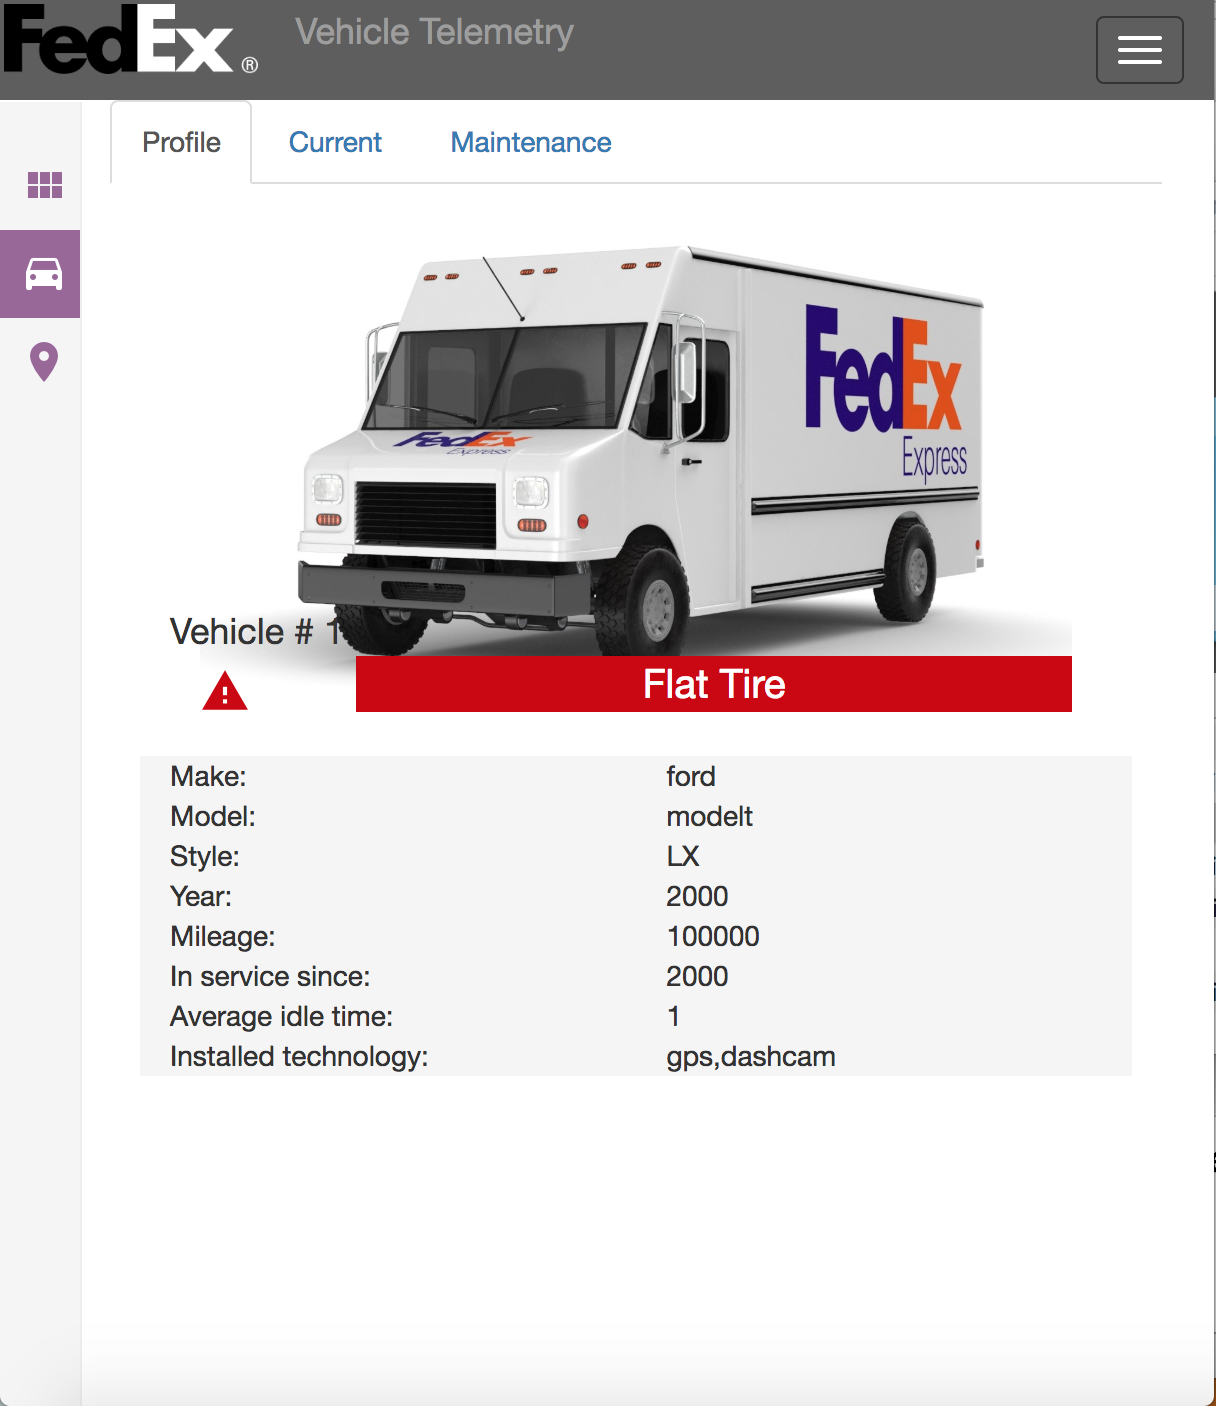 FedEx ® Vehicle Telemetry
Profile Current Maintenance
FedEx
Express
FedEx
Express
Vehicle # 1
Flat Tire
Make: ford
Model: modelt
Style: LX
Year: 2000
Mileage: 100000
In service since: 2000
Average idle time: 1
Installed technology: gps,dashcam